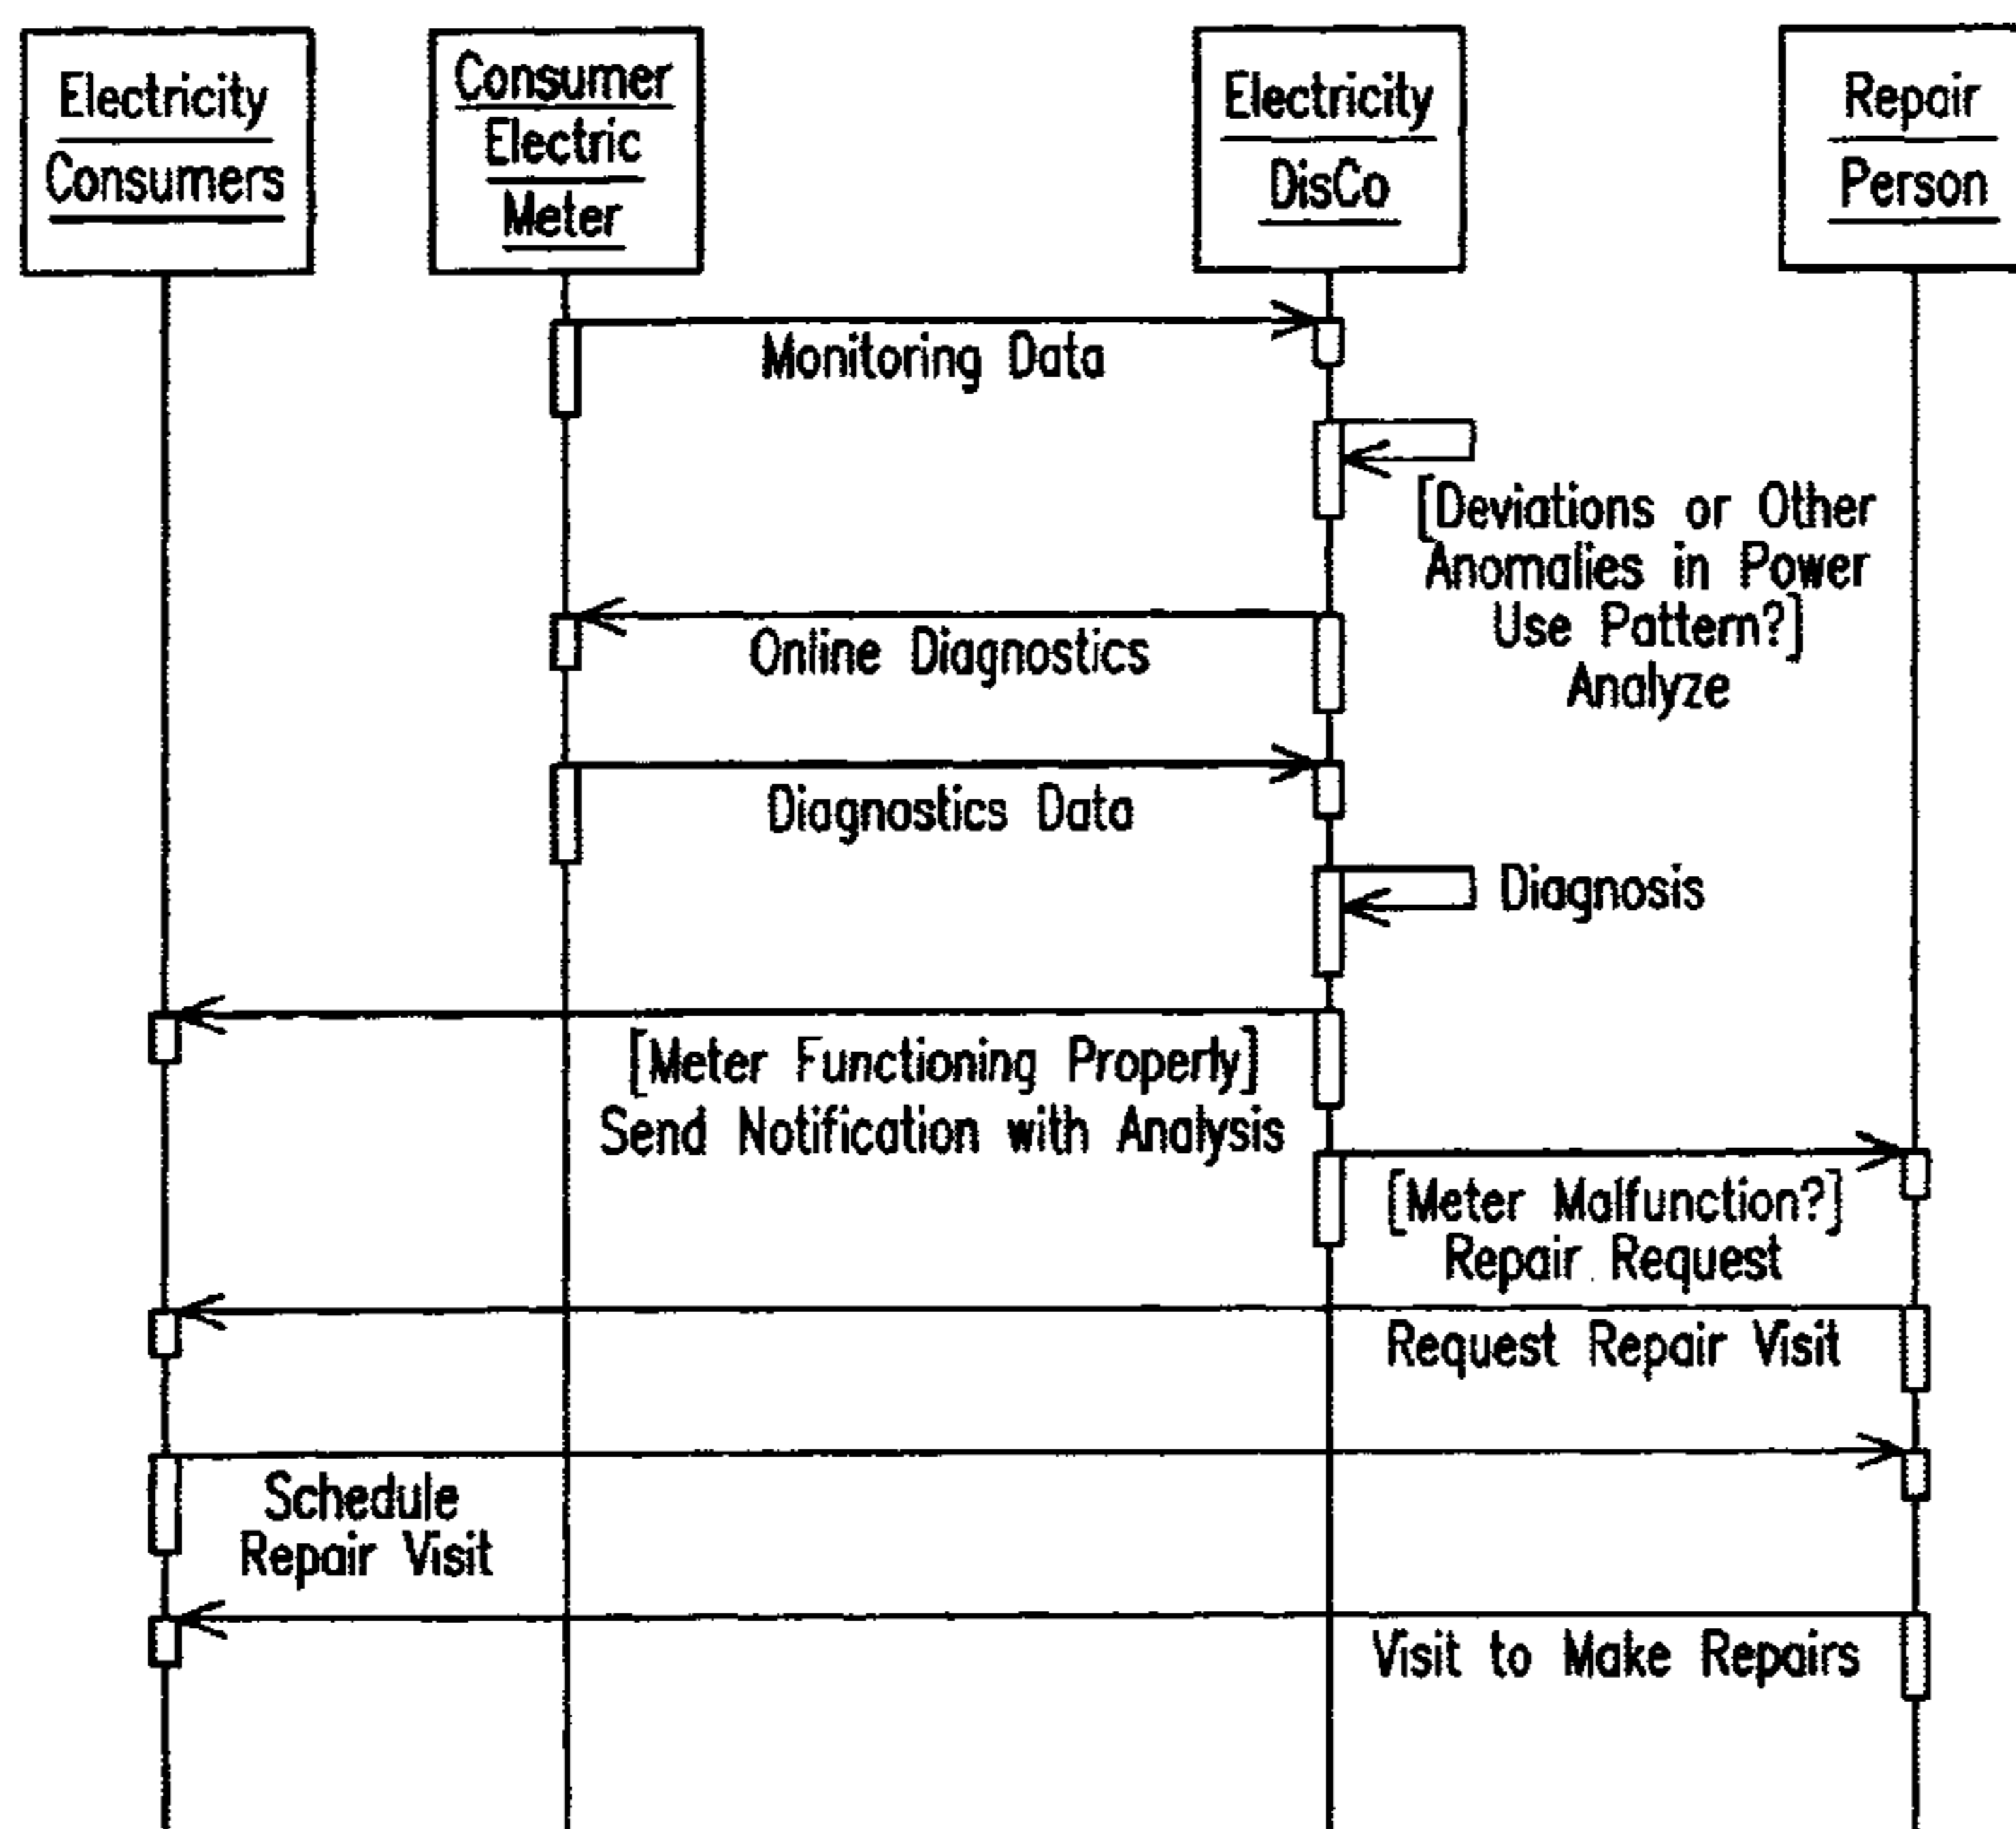 Electricity
Consumers
Consumer
Electric
Meter
Electricity
DisCo
Repair
Person
Monitoring Data
[Deviations or Other
Anomalies in Power
Use Pattern?]
Analyze
Online Diagnostics
Diagnostics Data
Diagnosis
[Meter Functioning Properly]
Send Notification with Analysis
[Meter Malfunction?]
Repair Request
Request Repair Visit
Schedule
Repair Visit
Visit to Make Repairs